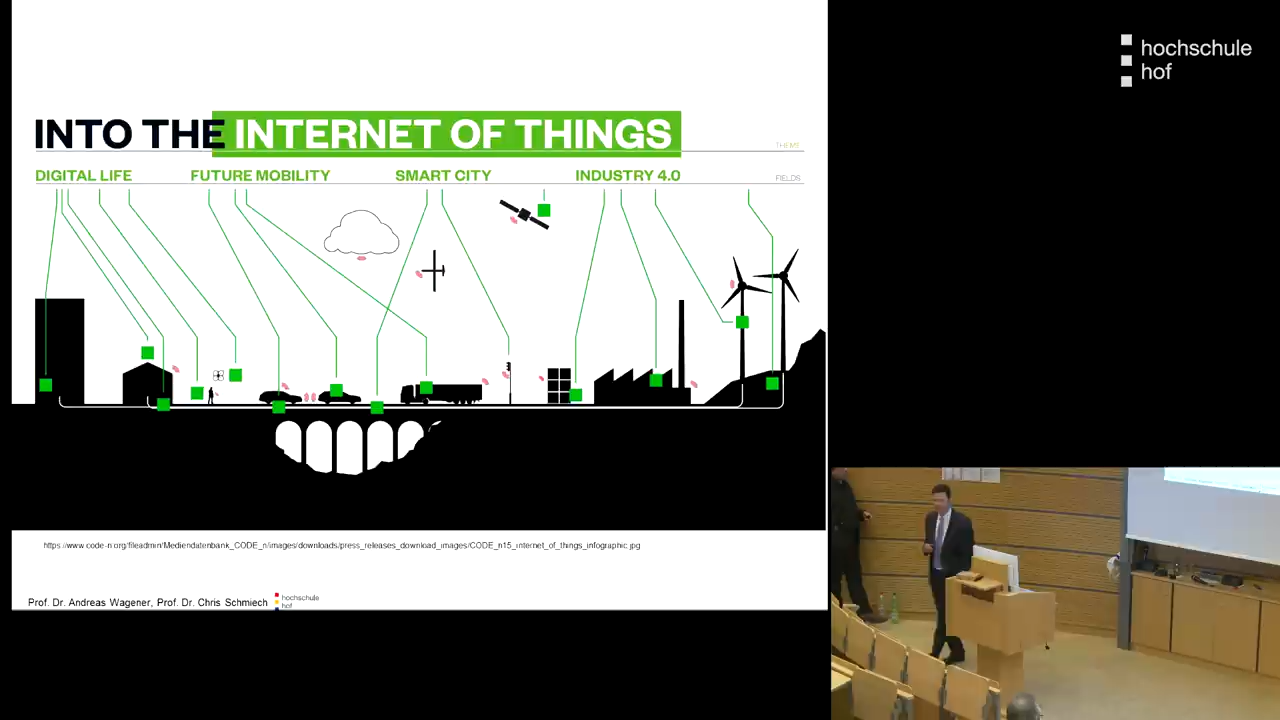 hochschule
hof
INTO THE INTERNET OF THINGS
THEME
DIGITAL LIFE FUTURE MOBILITY SMART CITY INDUSTRY 4.0 FIELDS
https://www.code-n.org/fileadmin/Mediendatenbank_CODE_n/images/downloads/press_releases_download_images/CODE_n15_internet_of_things_infographic.jpg
Prof. Dr. Andreas Wagener, Prof. Dr. Chris Schmiech
hochschule
hof